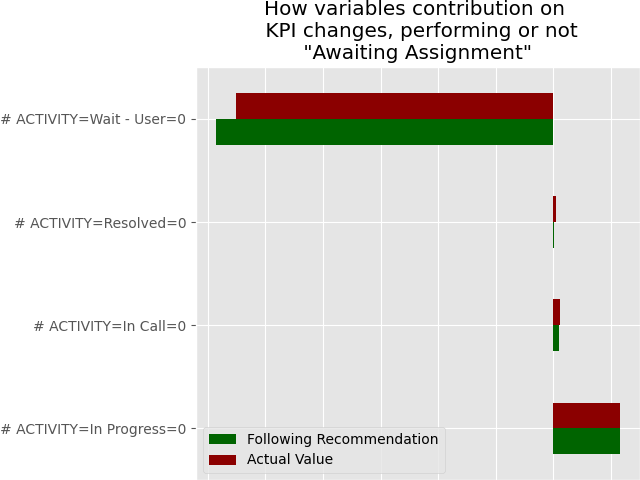 How variables contribution on
KPI changes, performing or not
"Awaiting Assignment"
# ACTIVITY=Wait - User=0
# ACTIVITY=Resolved=0
# ACTIVITY=In Call=0
# ACTIVITY=In Progress=0
Following Recommendation
Actual Value